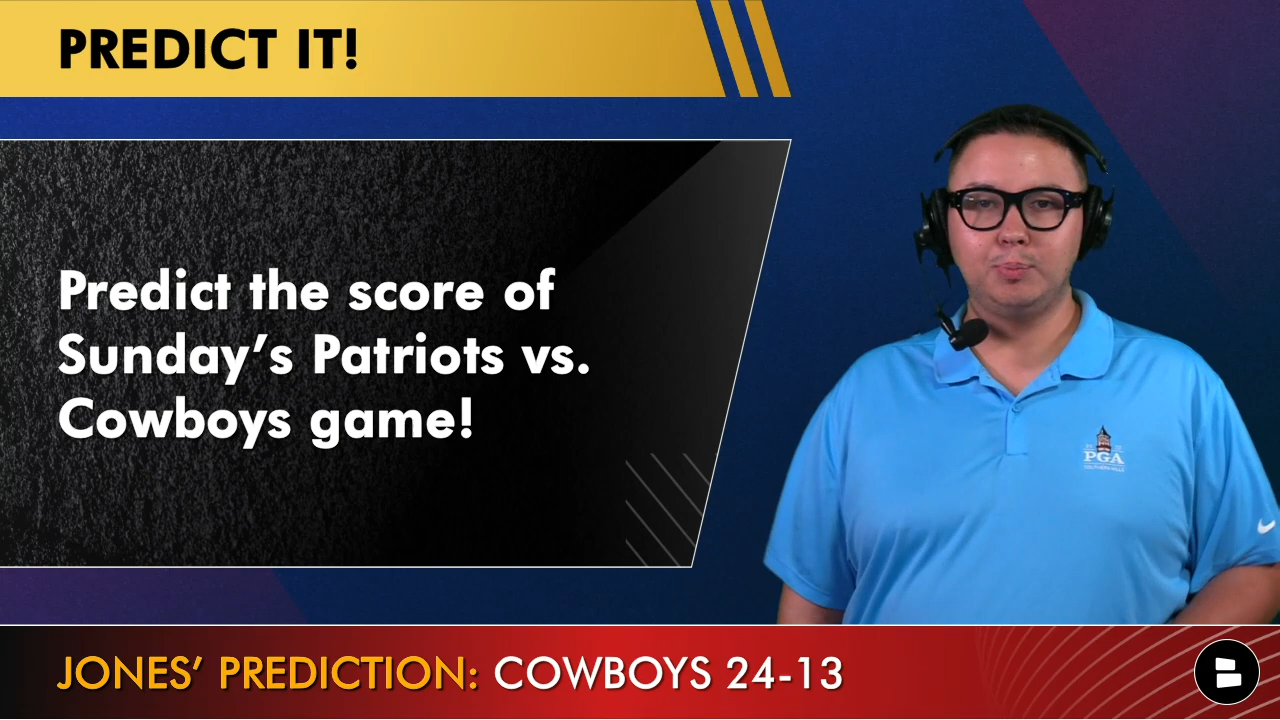 PREDICT IT!
Predict the score of
Sunday’s Patriots vs.
Cowboys game!
PGA
JONES’ PREDICTION: COWBOYS 24-13